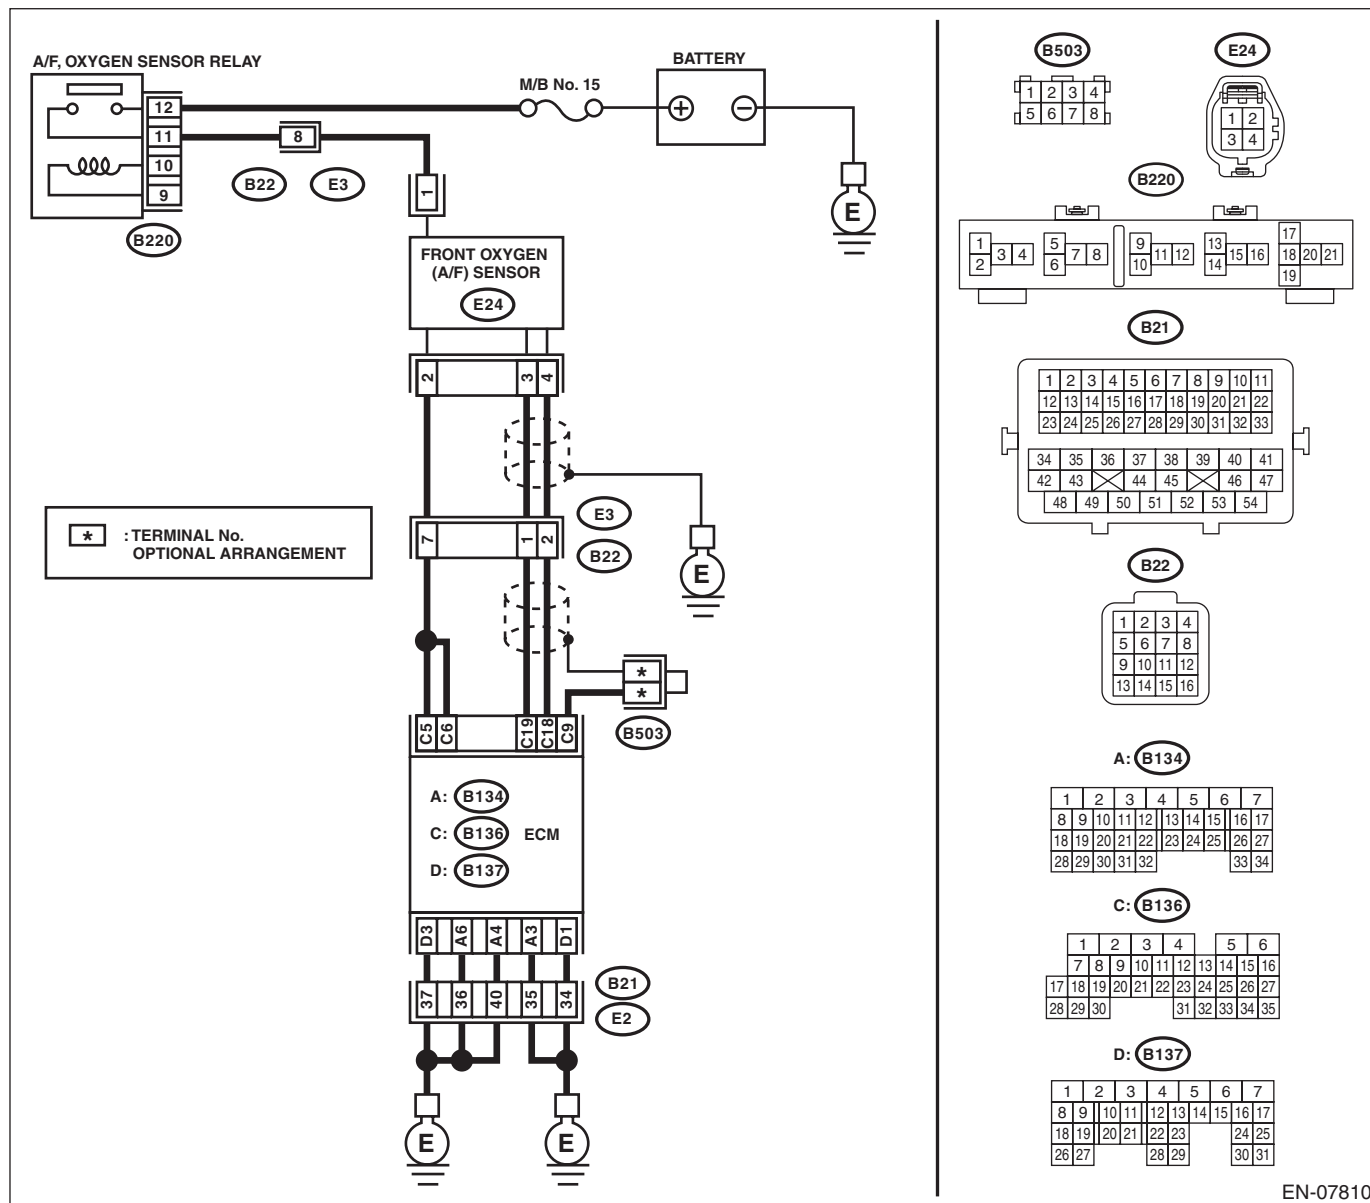 A/F, OXYGEN SENSOR RELAY
12
11
10
9
B220
8
B22
E3
M/B No. 15
BATTERY
+
−
E
1
FRONT OXYGEN
(A/F) SENSOR
E24
2 3 4
E
E3
B22
7 1 2
* : TERMINAL No.
OPTIONAL ARRANGEMENT
*
*
B503
C5 C6 C19 C18 C9
A: B134
C: B136 ECM
D: B137
D3 A6 A4 A3 D1
B21
E2
37 36 40 35 34
E E
B503
1 2 3 4
5 6 7 8
E24
1 2
3 4
B220
1 2 3 4 5 6 7 8 9 10 11 12 13 14 15 16 17 18 19 20 21
B21
1 2 3 4 5 6 7 8 9 10 11
12 13 14 15 16 17 18 19 20 21 22
23 24 25 26 27 28 29 30 31 32 33
34 35 36 37 38 39 40 41
42 43 44 45 46 47
48 49 50 51 52 53 54
B22
1 2 3 4
5 6 7 8
9 10 11 12
13 14 15 16
A: B134
1 2 3 4 5 6 7
8 9 10 11 12 13 14 15 16 17
18 19 20 21 22 23 24 25 26 27
28 29 30 31 32 33 34
C: B136
1 2 3 4 5 6
7 8 9 10 11 12 13 14 15 16
17 18 19 20 21 22 23 24 25 26 27
28 29 30 31 32 33 34 35
D: B137
1 2 3 4 5 6 7
8 9 10 11 12 13 14 15 16 17
18 19 20 21 22 23 24 25
26 27 28 29 30 31
EN-07810